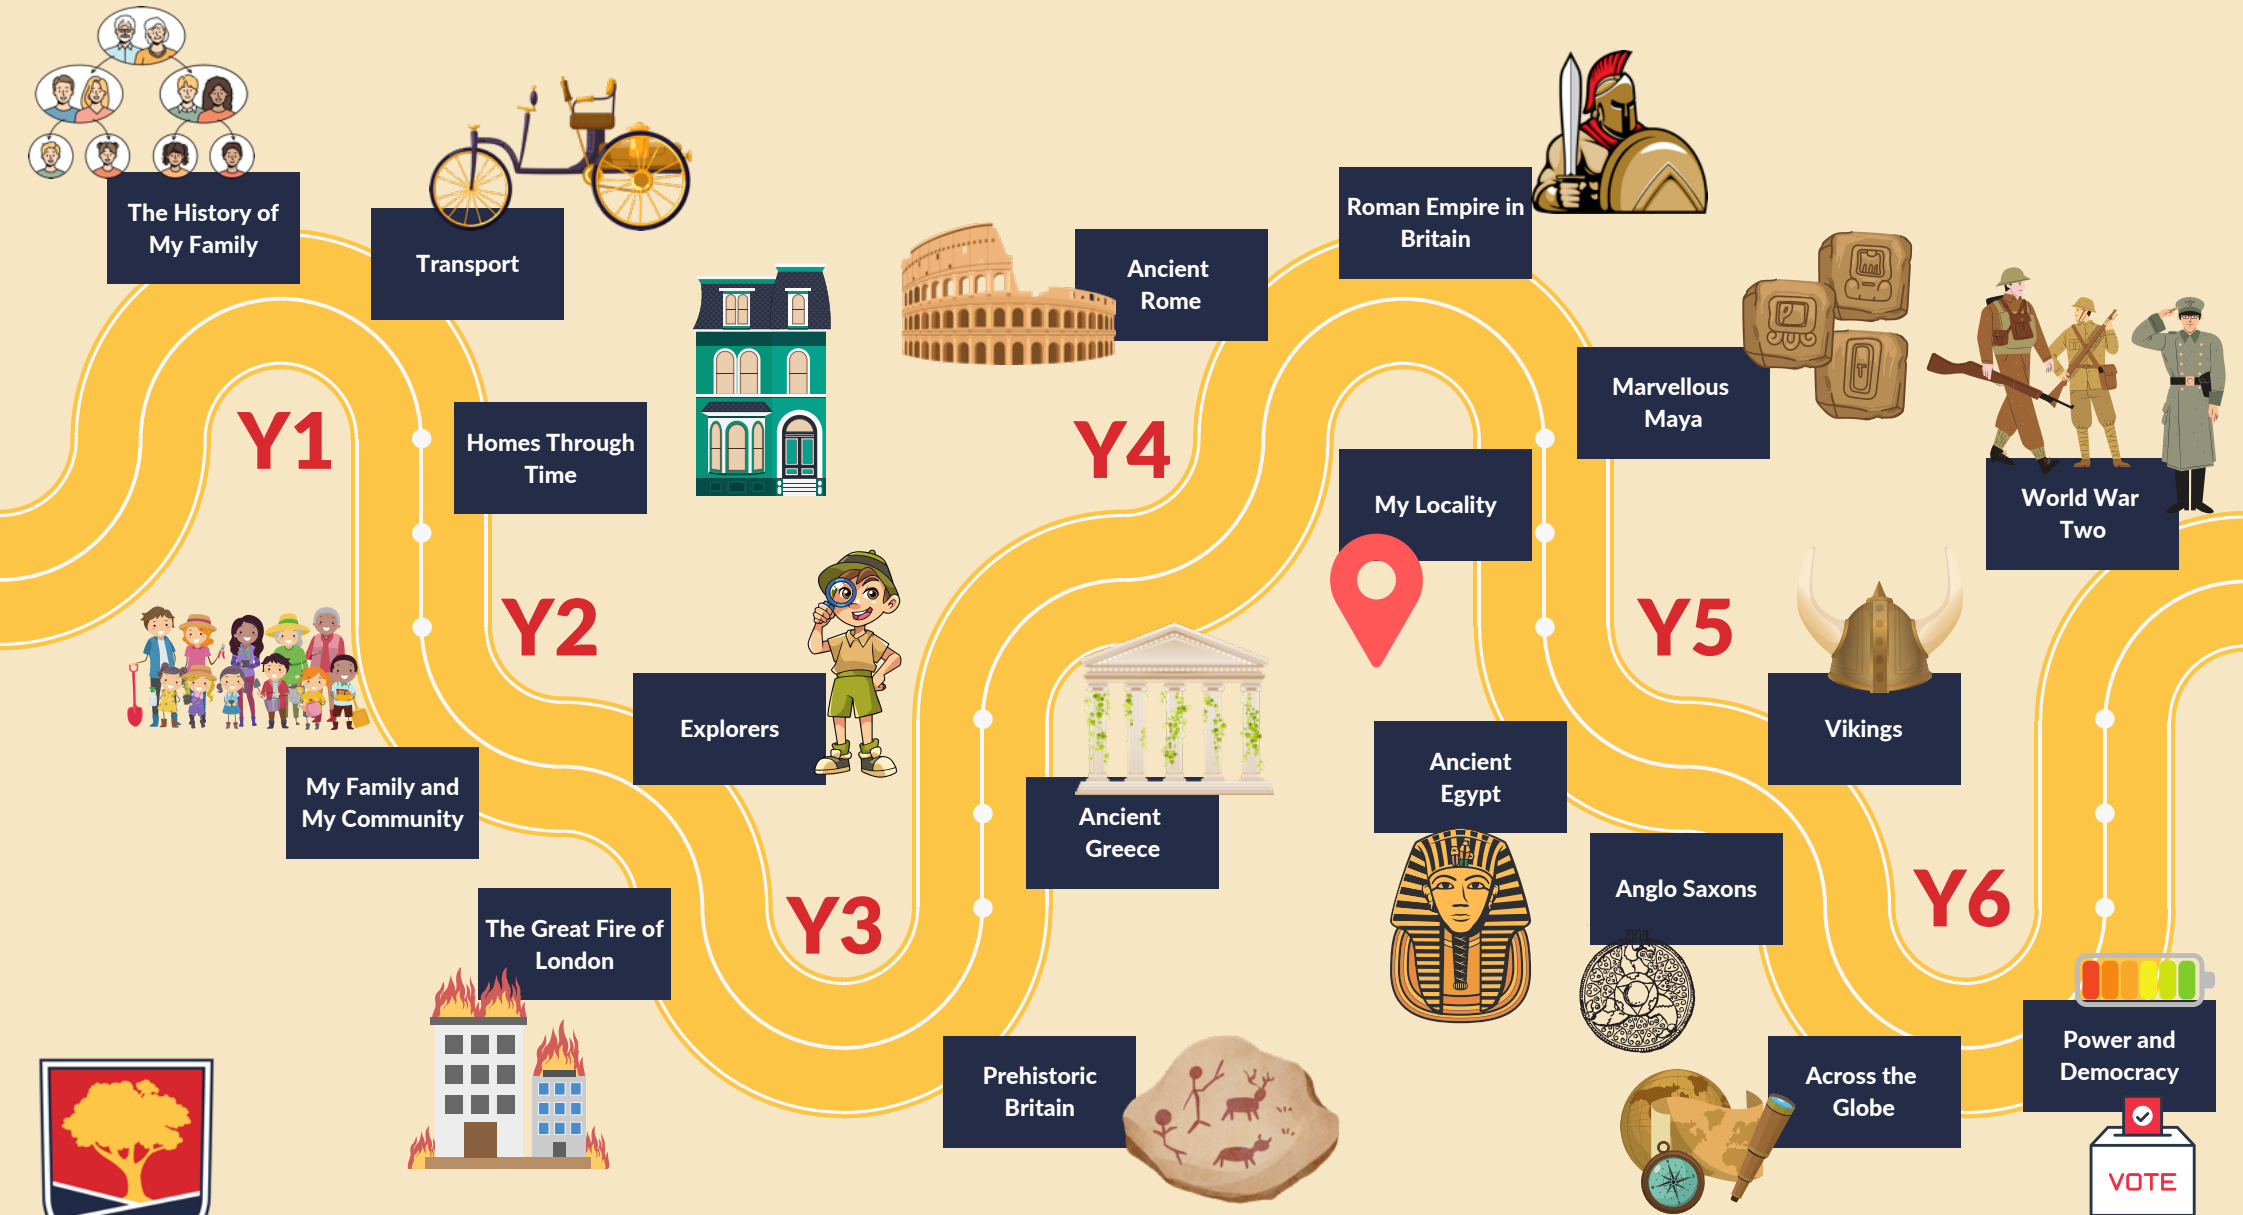 The History of
My Family
Transport
Y1
Homes Through
Time
My Family and
My Community
Y2
Explorers
The Great Fire of
London
Y3
Prehistoric
Britain
Ancient
Greece
Y4
Ancient
Rome
Roman Empire in
Britain
My Locality
Marvellous
Maya
Y5
Ancient
Egypt
Vikings
Anglo Saxons
Y6
Across the
Globe
Power and
Democracy
VOTE
World War
Two